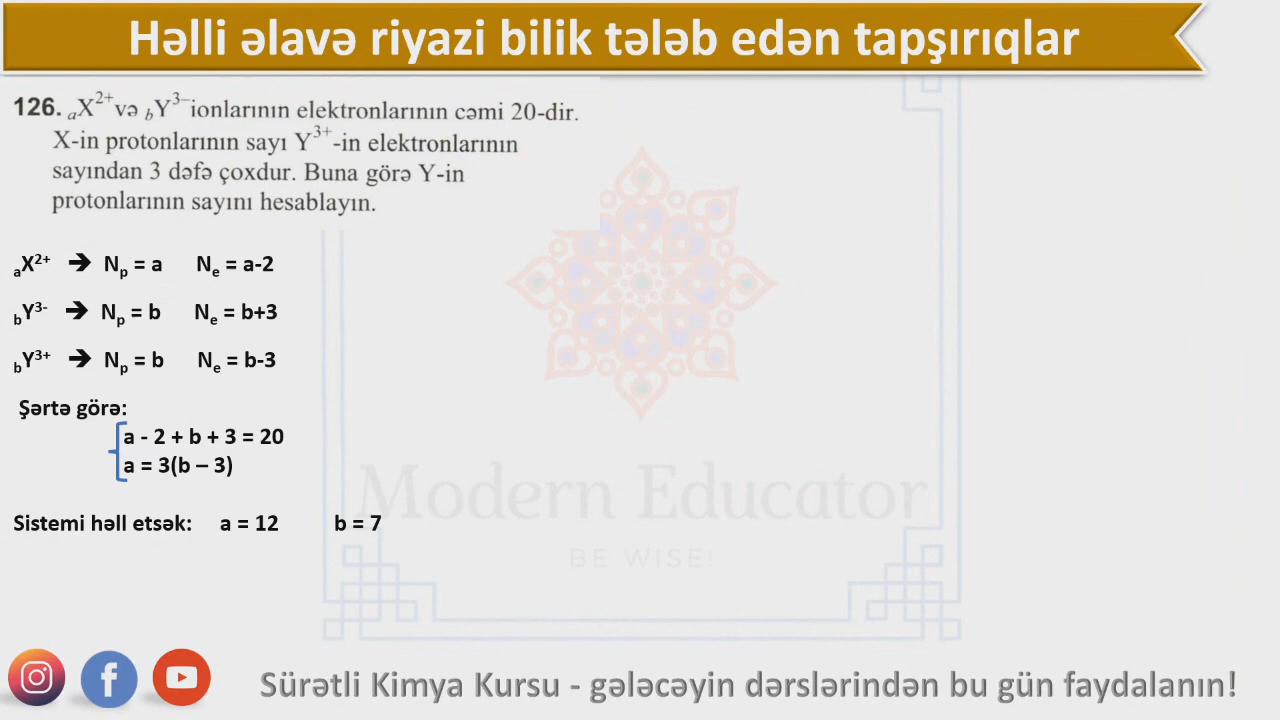 Həlli əlavə riyazi bilik tələb edən tapşırıqlar
126. ₐX²⁺və bY³⁻ionlarının elektronlarının cəmi 20-dir.
X-in protonlarının sayı Y³⁺-in elektronlarının
sayından 3 dəfə çoxdur. Buna görə Y-in
protonlarının sayını hesablayın.
ₐX²⁺ 🡺 Nₚ = a Nₑ = a-2
bY³⁻ 🡺 Nₚ = b Nₑ = b+3
bY³⁺ 🡺 Nₚ = b Nₑ = b-3
Şərtə görə:
a - 2 + b + 3 = 20
a = 3(b – 3)
Modern Educator
Sistemi həll etsək: a = 12 b = 7
BE WISE!
Sürətli Kimya Kursu - gələcəyin dərslərindən bu gün faydalanın!